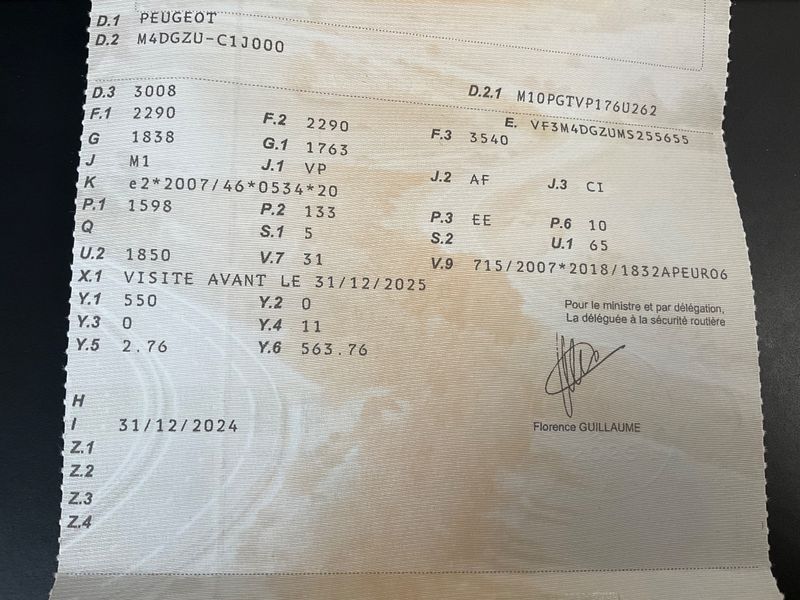 D.1 PEUGEOT
D.2 M4DGZU-C1J000
D.2.1 M10PGTVP176U262
D.3 3008
E. VF3M4DGZUMS255655
F.1 2290 F.2 2290 F.3 3540
G 1838 G.1 1763
J M1 J.1 VP J.2 AF J.3 CI
K e2*2007/46*0534*20
P.1 1598 P.2 133 P.3 EE P.6 10
Q S.1 5 S.2 U.1 65
U.2 1850 V.7 31 V.9 715/2007*2018/1832APEURO6
X.1 VISITE AVANT LE 31/12/2025
Y.1 550 Y.2 0
Y.3 0 Y.4 11
Y.5 2.76 Y.6 563.76
Pour le ministre et par délégation,
La déléguée à la sécurité routière
Florence GUILLAUME
H
I 31/12/2024
Z.1
Z.2
Z.3
Z.4